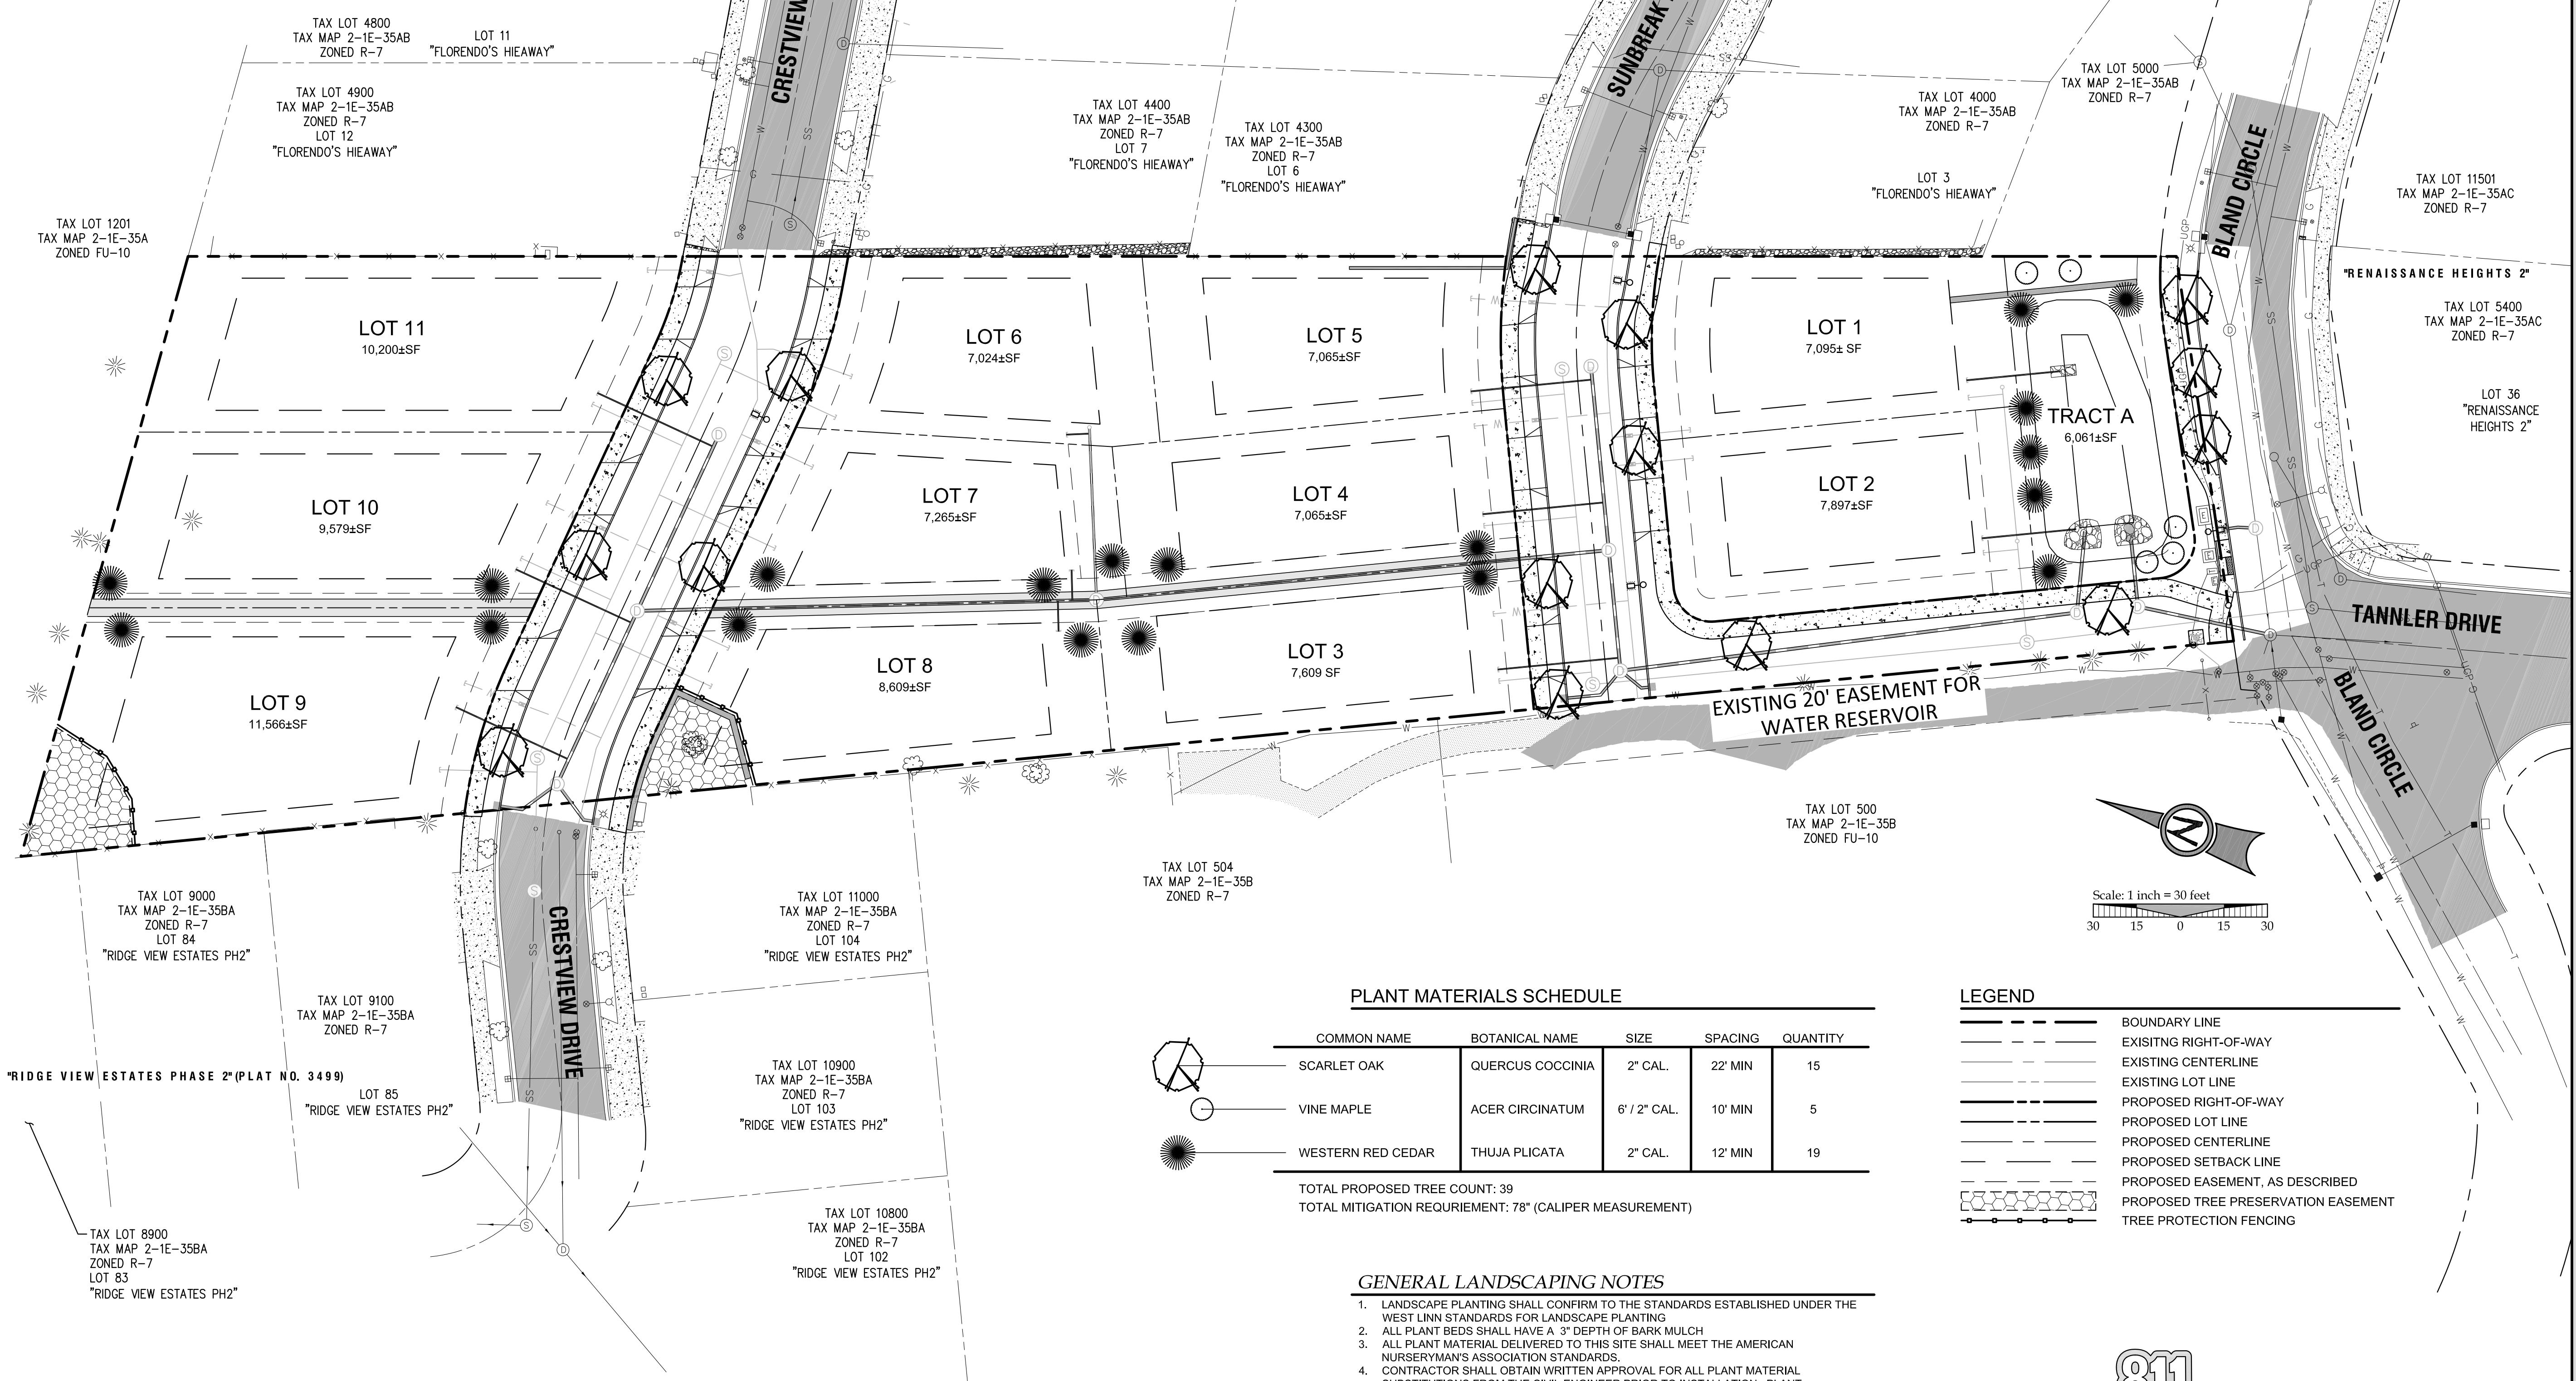 TAX LOT 4800
TAX MAP 2-1E-35AB
ZONED R-7
LOT 11
"FLORENDO'S HIEAWAY"
TAX LOT 4900
TAX MAP 2-1E-35AB
ZONED R-7
LOT 12
"FLORENDO'S HIEAWAY"
TAX LOT 1201
TAX MAP 2-1E-35A
ZONED FU-10
CRESTVIEW
TAX LOT 4400
TAX MAP 2-1E-35AB
ZONED R-7
LOT 7
"FLORENDO'S HIEAWAY"
TAX LOT 4300
TAX MAP 2-1E-35AB
ZONED R-7
LOT 6
"FLORENDO'S HIEAWAY"
SUNBREAK
TAX LOT 4000
TAX MAP 2-1E-35AB
ZONED R-7
LOT 3
"FLORENDO'S HIEAWAY"
TAX LOT 5000
TAX MAP 2-1E-35AB
ZONED R-7
BLAND CIRCLE
TAX LOT 11501
TAX MAP 2-1E-35AC
ZONED R-7
"RENAISSANCE HEIGHTS 2"
TAX LOT 5400
TAX MAP 2-1E-35AC
ZONED R-7
LOT 36
"RENAISSANCE
HEIGHTS 2"
LOT 11
10,200±SF
LOT 6
7,024±SF
LOT 5
7,065±SF
LOT 1
7,095± SF
TRACT A
6,061±SF
LOT 10
9,579±SF
LOT 7
7,265±SF
LOT 4
7,065±SF
LOT 2
7,897±SF
LOT 9
11,566±SF
LOT 8
8,609±SF
LOT 3
7,609 SF
TANNLER DRIVE
EXISTING 20' EASEMENT FOR
WATER RESERVOIR
BLAND CIRCLE
TAX LOT 500
TAX MAP 2-1E-35B
ZONED FU-10
TAX LOT 504
TAX MAP 2-1E-35B
ZONED R-7
N
Scale: 1 inch = 30 feet
30 15 0 15 30
TAX LOT 9000
TAX MAP 2-1E-35BA
ZONED R-7
LOT 84
"RIDGE VIEW ESTATES PH2"
TAX LOT 9100
TAX MAP 2-1E-35BA
ZONED R-7
LOT 85
"RIDGE VIEW ESTATES PH2"
"RIDGE VIEW ESTATES PHASE 2" (PLAT NO. 3499)
TAX LOT 8900
TAX MAP 2-1E-35BA
ZONED R-7
LOT 83
"RIDGE VIEW ESTATES PH2"
CRESTVIEW DRIVE
TAX LOT 11000
TAX MAP 2-1E-35BA
ZONED R-7
LOT 104
"RIDGE VIEW ESTATES PH2"
TAX LOT 10900
TAX MAP 2-1E-35BA
ZONED R-7
LOT 103
"RIDGE VIEW ESTATES PH2"
TAX LOT 10800
TAX MAP 2-1E-35BA
ZONED R-7
LOT 102
"RIDGE VIEW ESTATES PH2"
PLANT MATERIALS SCHEDULE
COMMON NAME BOTANICAL NAME SIZE SPACING QUANTITY
SCARLET OAK QUERCUS COCCINIA 2" CAL. 22' MIN 15
VINE MAPLE ACER CIRCINATUM 6' / 2" CAL. 10' MIN 5
WESTERN RED CEDAR THUJA PLICATA 2" CAL. 12' MIN 19
TOTAL PROPOSED TREE COUNT: 39
TOTAL MITIGATION REQURIEMENT: 78" (CALIPER MEASUREMENT)
LEGEND
BOUNDARY LINE
EXISITNG RIGHT-OF-WAY
EXISTING CENTERLINE
EXISTING LOT LINE
PROPOSED RIGHT-OF-WAY
PROPOSED LOT LINE
PROPOSED CENTERLINE
PROPOSED SETBACK LINE
PROPOSED EASEMENT, AS DESCRIBED
PROPOSED TREE PRESERVATION EASEMENT
TREE PROTECTION FENCING
GENERAL LANDSCAPING NOTES
1. LANDSCAPE PLANTING SHALL CONFIRM TO THE STANDARDS ESTABLISHED UNDER THE
WEST LINN STANDARDS FOR LANDSCAPE PLANTING
2. ALL PLANT BEDS SHALL HAVE A 3" DEPTH OF BARK MULCH
3. ALL PLANT MATERIAL DELIVERED TO THIS SITE SHALL MEET THE AMERICAN
NURSERYMAN'S ASSOCIATION STANDARDS.
4. CONTRACTOR SHALL OBTAIN WRITTEN APPROVAL FOR ALL PLANT MATERIAL
811